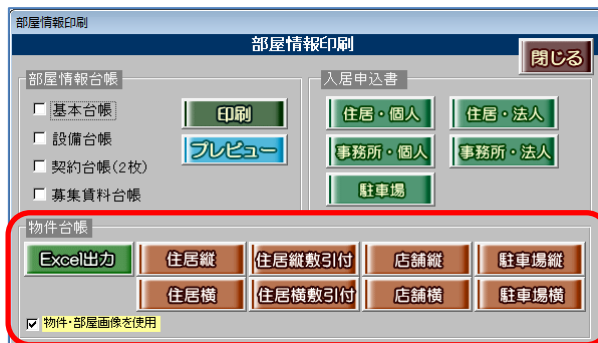 部屋情報印刷
部屋情報印刷
閉じる
部屋情報台帳
基本台帳
設備台帳
契約台帳(2枚)
募集賃料台帳
印刷
プレビュー
入居申込書
住居・個人 住居・法人
事務所・個人 事務所・法人
駐車場
物件台帳
Excel出力 住居縦 住居縦敷引付 店舗縦 駐車場縦
住居横 住居横敷引付 店舗横 駐車場横
物件・部屋画像を使用